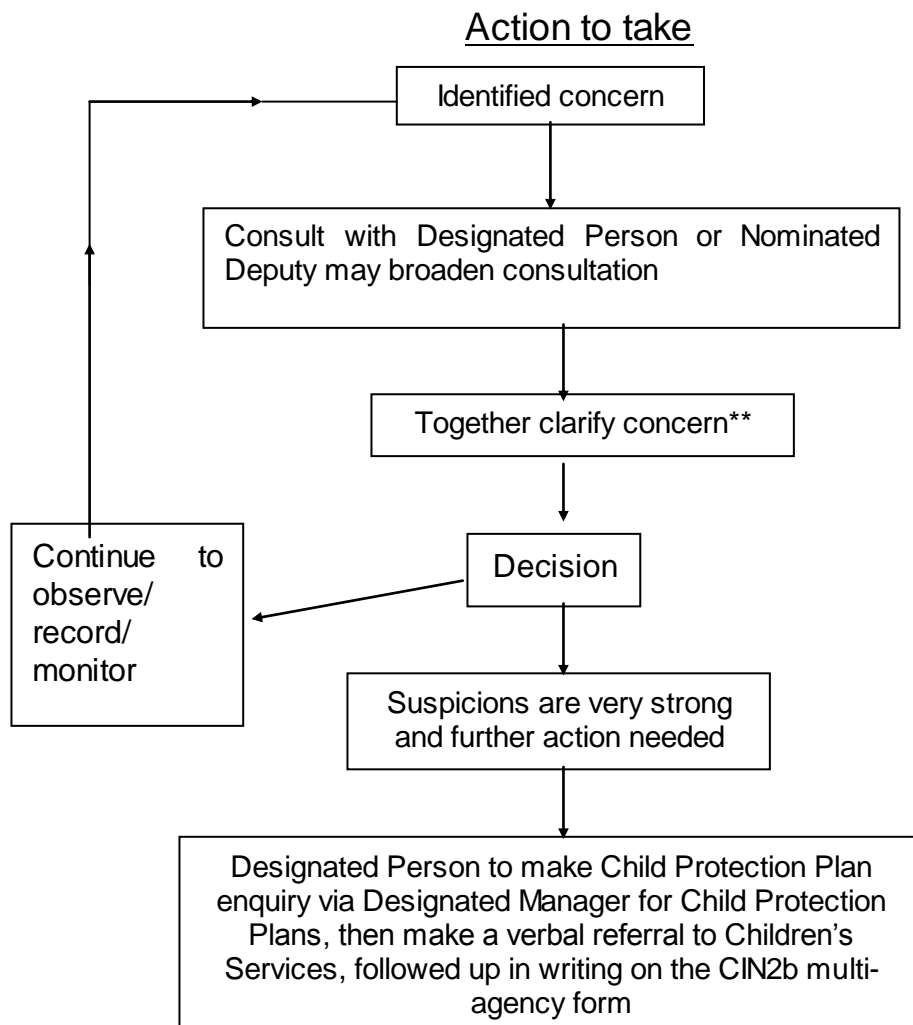 Action to take
Identified concern
Consult with Designated Person or Nominated
Deputy may broaden consultation
Together clarify concern**
Decision
Continue to
observe/
record/
monitor
Suspicions are very strong
and further action needed
Designated Person to make Child Protection Plan
enquiry via Designated Manager for Child Protection
Plans, then make a verbal referral to Children's
Services, followed up in writing on the CIN2b multi-
agency form